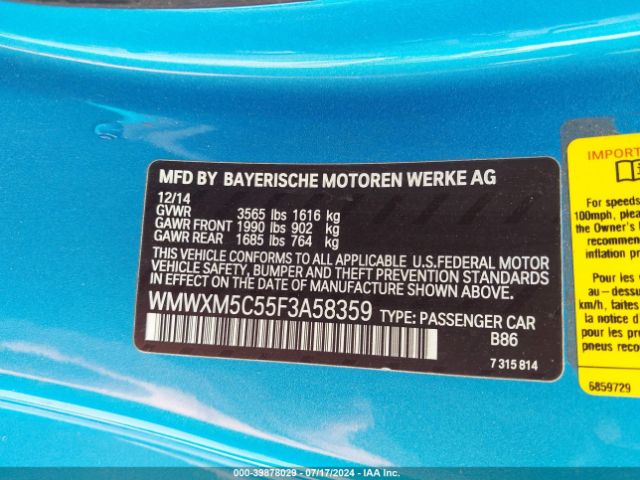 MFD BY BAYERISCHE MOTOREN WERKE AG
12/14
GVWR 3565 lbs 1616 kg
GAWR FRONT 1990 lbs 902 kg
GAWR REAR 1685 lbs 764 kg
THIS VEHICLE CONFORMS TO ALL APPLICABLE U.S.FEDERAL MOTOR
VEHICLE SAFETY, BUMPER AND THEFT PREVENTION STANDARDS
IN EFFECT ON THE DATE OF MANUFACTURE SHOWN ABOVE.
WMWXM5C55F3A58359 TYPE: PASSENGER CAR
B86
7 315 814
IMPORT
For speeds
100mph, plea
the Owner's
recommen
inflation pr
Pour les
au – dessu
km/h, faites
la notice
pour les
pneus recor
6859729
000-39878029 - 07/17/2024 - IAA Inc.